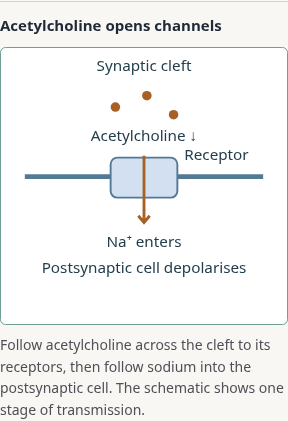 Acetylcholine opens channels
Synaptic cleft
Acetylcholine ↓
Receptor
Na⁺ enters
Postsynaptic cell depolarises
Follow acetylcholine across the cleft to its
receptors, then follow sodium into the
postsynaptic cell. The schematic shows one
stage of transmission.